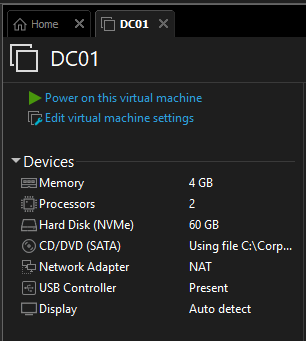 Home
DC01
DC01
Power on this virtual machine
Edit virtual machine settings
Devices
Memory 4 GB
Processors 2
Hard Disk (NVMe) 60 GB
CD/DVD (SATA) Using file C:\Corp...
Network Adapter NAT
USB Controller Present
Display Auto detect